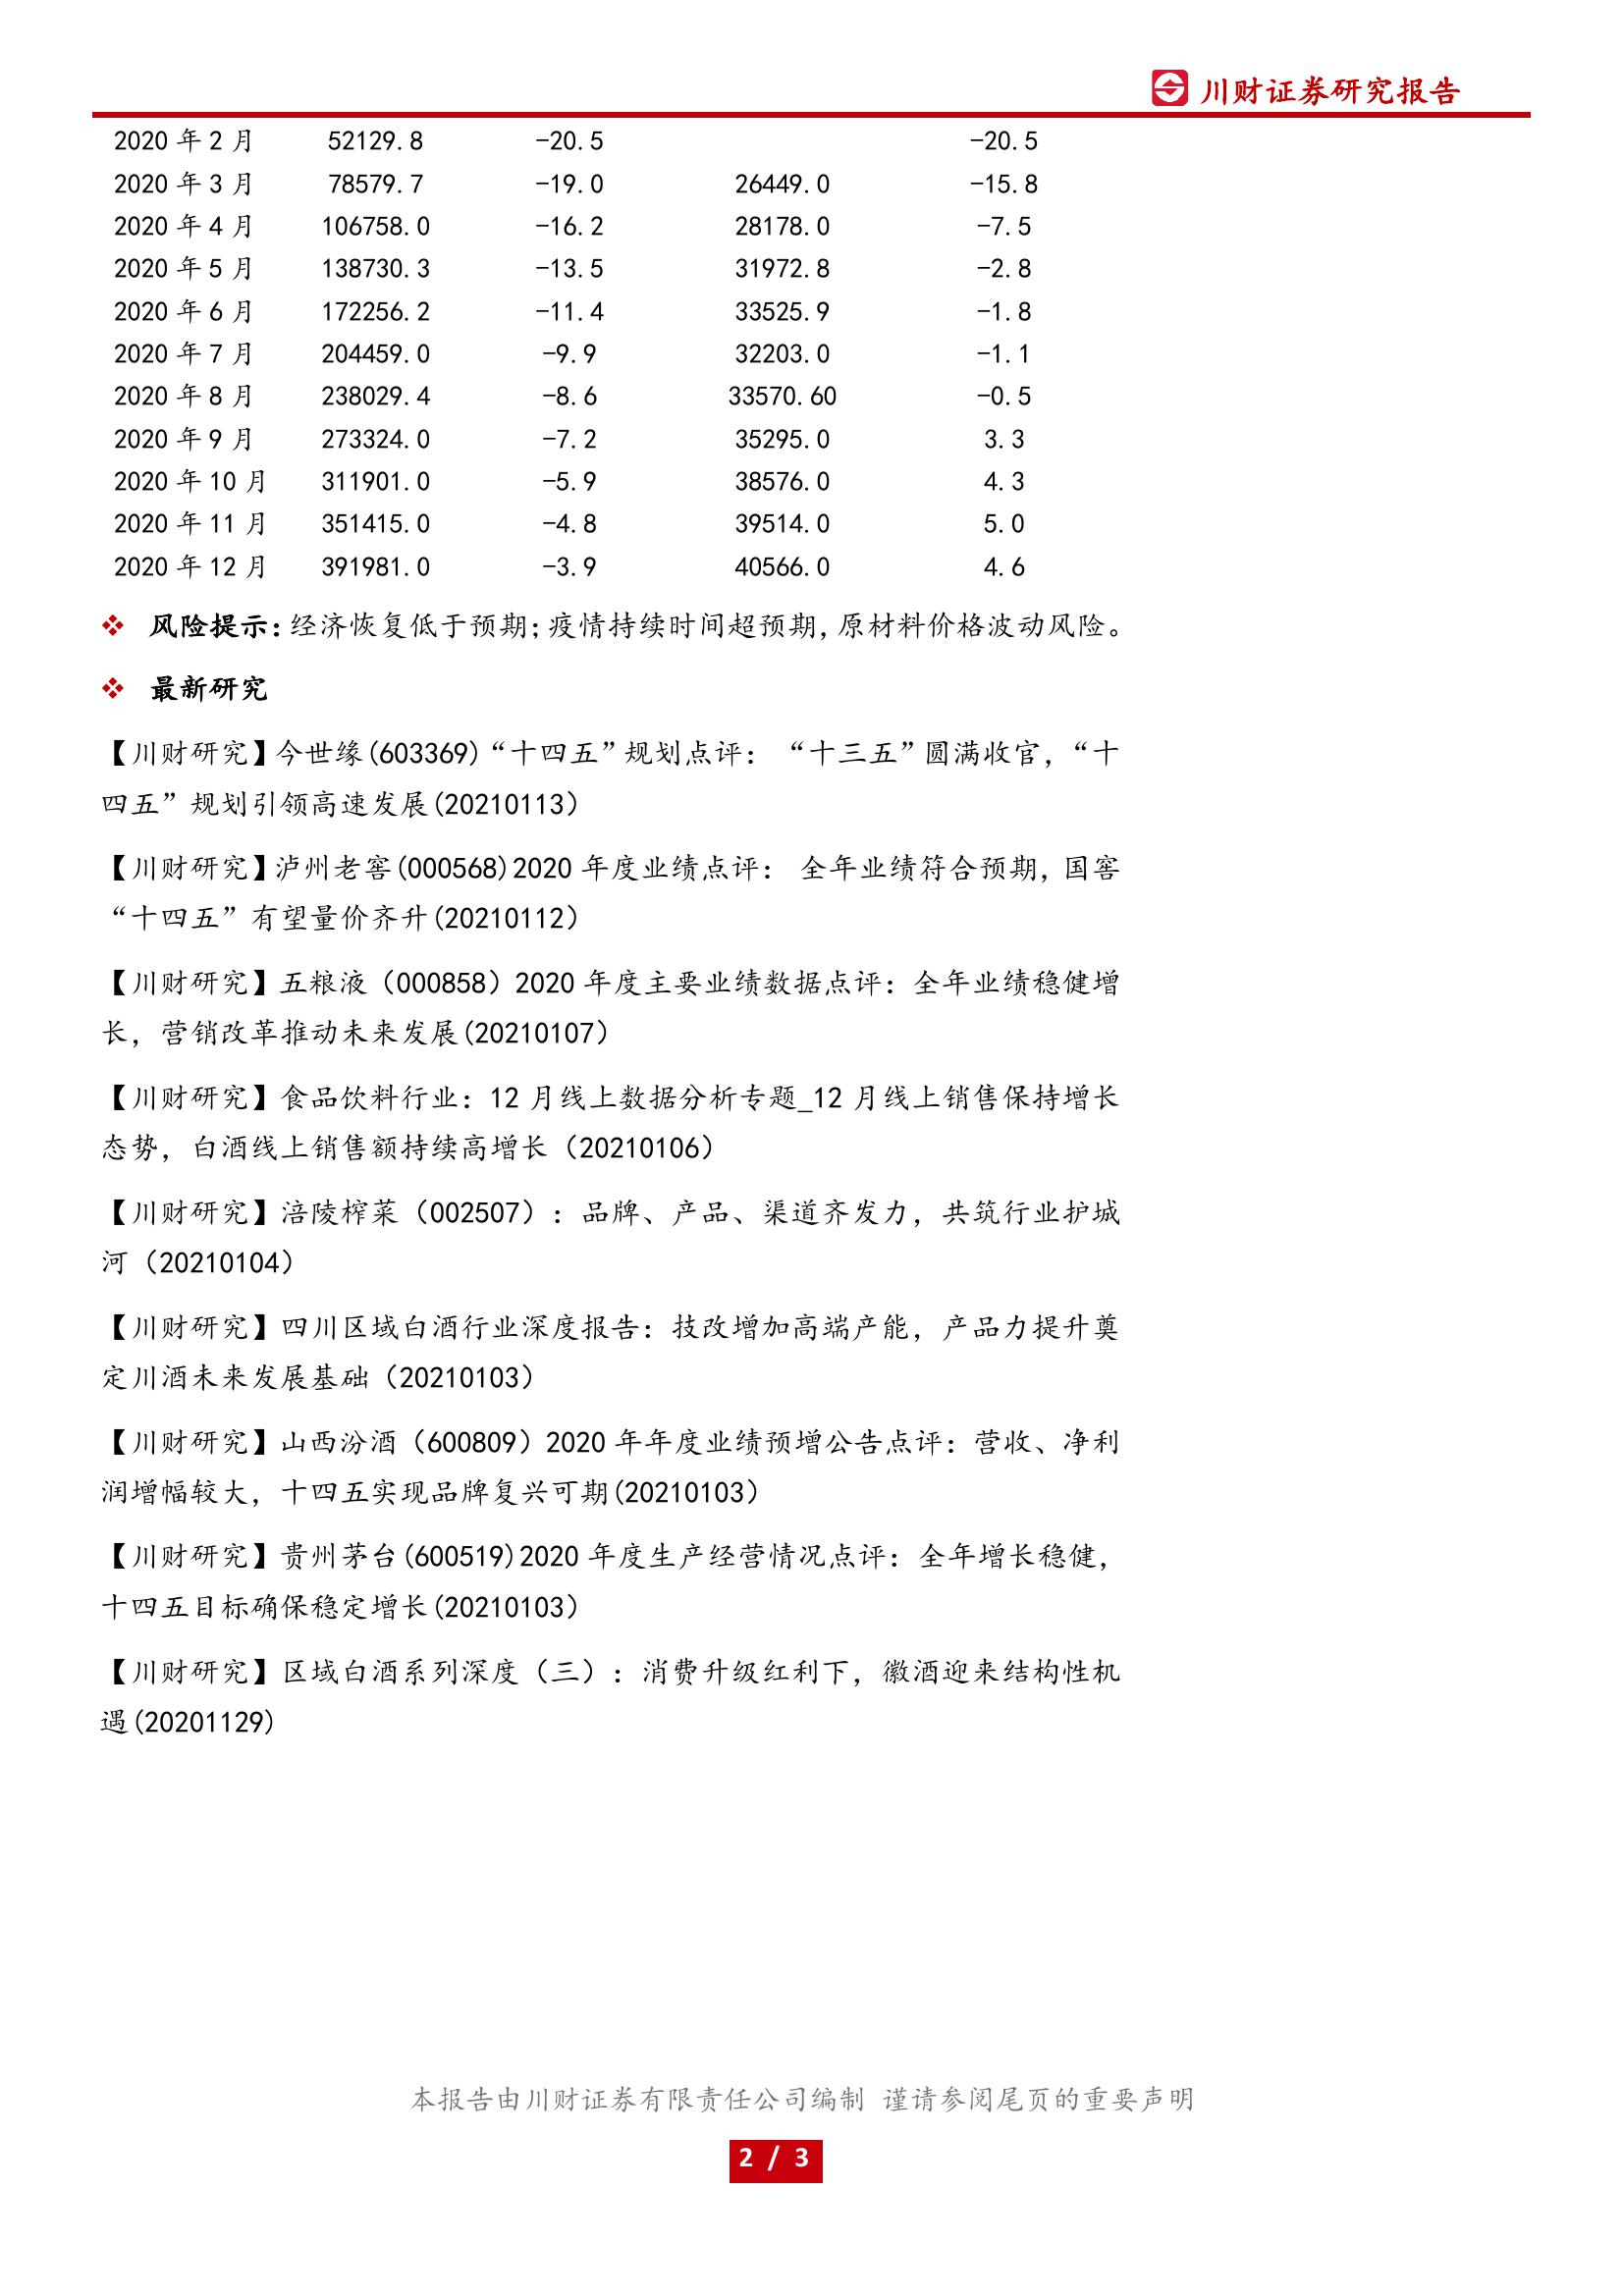 川财证券研究报告
2020 年 2 月 52129.8 -20.5 -20.5
2020 年 3 月 78579.7 -19.0 26449.0 -15.8
2020 年 4 月 106758.0 -16.2 28178.0 -7.5
2020 年 5 月 138730.3 -13.5 31972.8 -2.8
2020 年 6 月 172256.2 -11.4 33525.9 -1.8
2020 年 7 月 204459.0 -9.9 32203.0 -1.1
2020 年 8 月 238029.4 -8.6 33570.60 -0.5
2020 年 9 月 273324.0 -7.2 35295.0 3.3
2020 年 10 月 311901.0 -5.9 38576.0 4.3
2020 年 11 月 351415.0 -4.8 39514.0 5.0
2020 年 12 月 391981.0 -3.9 40566.0 4.6
❖ 风险提示：经济恢复低于预期；疫情持续时间超预期，原材料价格波动风险。
❖ 最新研究
【川财研究】今世缘(603369)“十四五”规划点评： “十三五”圆满收官，“十
四五”规划引领高速发展(20210113）
【川财研究】泸州老窖(000568)2020 年度业绩点评： 全年业绩符合预期，国窖
“十四五”有望量价齐升(20210112）
【川财研究】五粮液（000858）2020 年度主要业绩数据点评：全年业绩稳健增
长，营销改革推动未来发展(20210107）
【川财研究】食品饮料行业：12 月线上数据分析专题_12 月线上销售保持增长
态势，白酒线上销售额持续高增长（20210106）
【川财研究】涪陵榨菜（002507）：品牌、产品、渠道齐发力，共筑行业护城
河（20210104）
【川财研究】四川区域白酒行业深度报告：技改增加高端产能，产品力提升奠
定川酒未来发展基础（20210103）
【川财研究】山西汾酒（600809）2020 年年度业绩预增公告点评：营收、净利
润增幅较大，十四五实现品牌复兴可期(20210103）
【川财研究】贵州茅台(600519)2020 年度生产经营情况点评：全年增长稳健，
十四五目标确保稳定增长(20210103）
【川财研究】区域白酒系列深度（三）：消费升级红利下，徽酒迎来结构性机
遇(20201129)
本报告由川财证券有限责任公司编制 谨请参阅尾页的重要声明
2 / 3